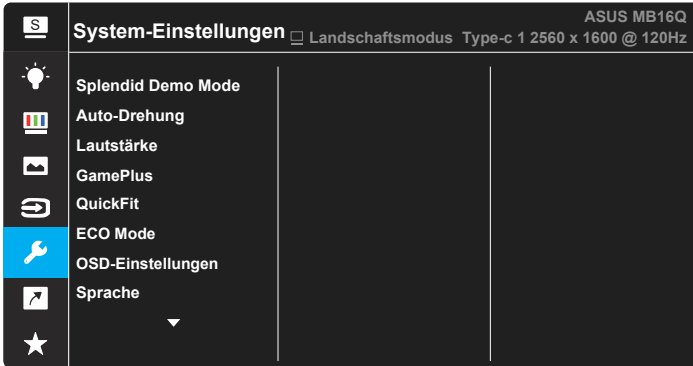 S
System-Einstellungen
ASUS MB16Q
Landschaftsmodus Type-c 1 2560 x 1600 @ 120Hz
Splendid Demo Mode
Auto-Drehung
Lautstärke
GamePlus
QuickFit
ECO Mode
OSD-Einstellungen
Sprache